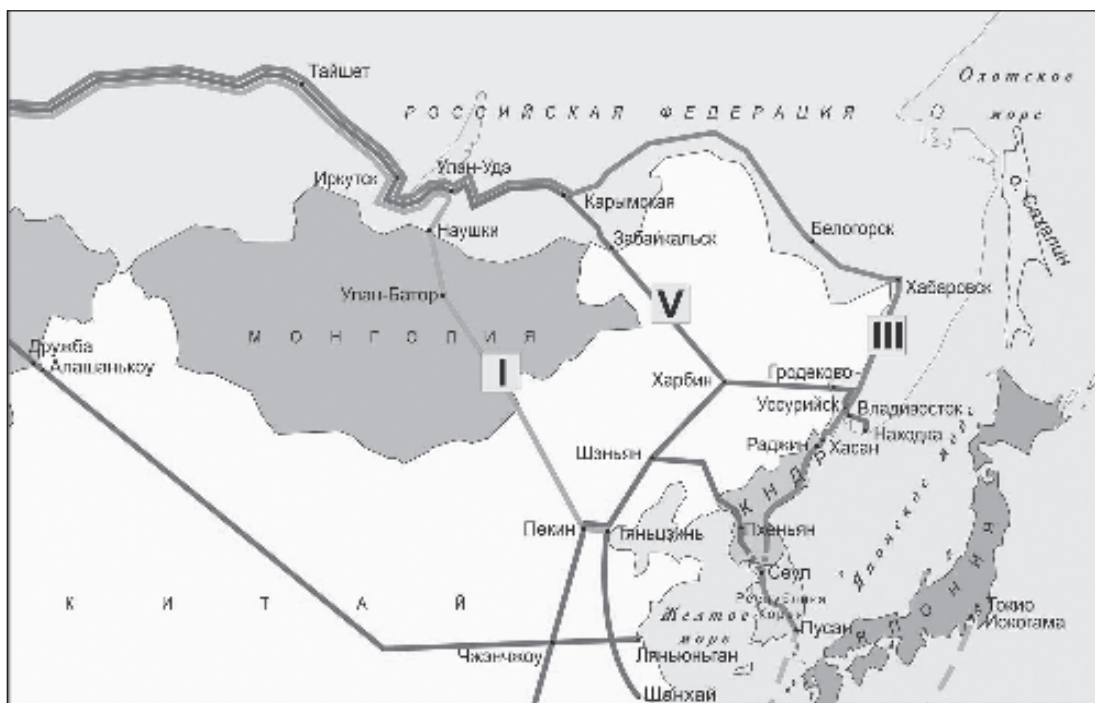 Тайшет
Охотское
море
РОССИЙСКАЯ ФЕДЕРАЦИЯ
Иркутск
Улан-Удэ
Карымская
Сахалин
Наушки
Забайкальск
Белогорск
Хабаровск
Улан-Батор
V
III
МОНГОЛИЯ
Дружба
Алашанькоу
I
Харбин
Гродеково
Уссурийск
Владивосток
Находка
Шэньян
Раджин
Хасан
КНДР
Японское море
Пекин
Тяньцзинь
Пхеньян
Сеул
Республика
Корея
КИТАЙ
Желтое
море
Пусан
ЯПОНИЯ
Токио
Иокогама
Чжэнчжоу
Ляньюньган
Шанхай